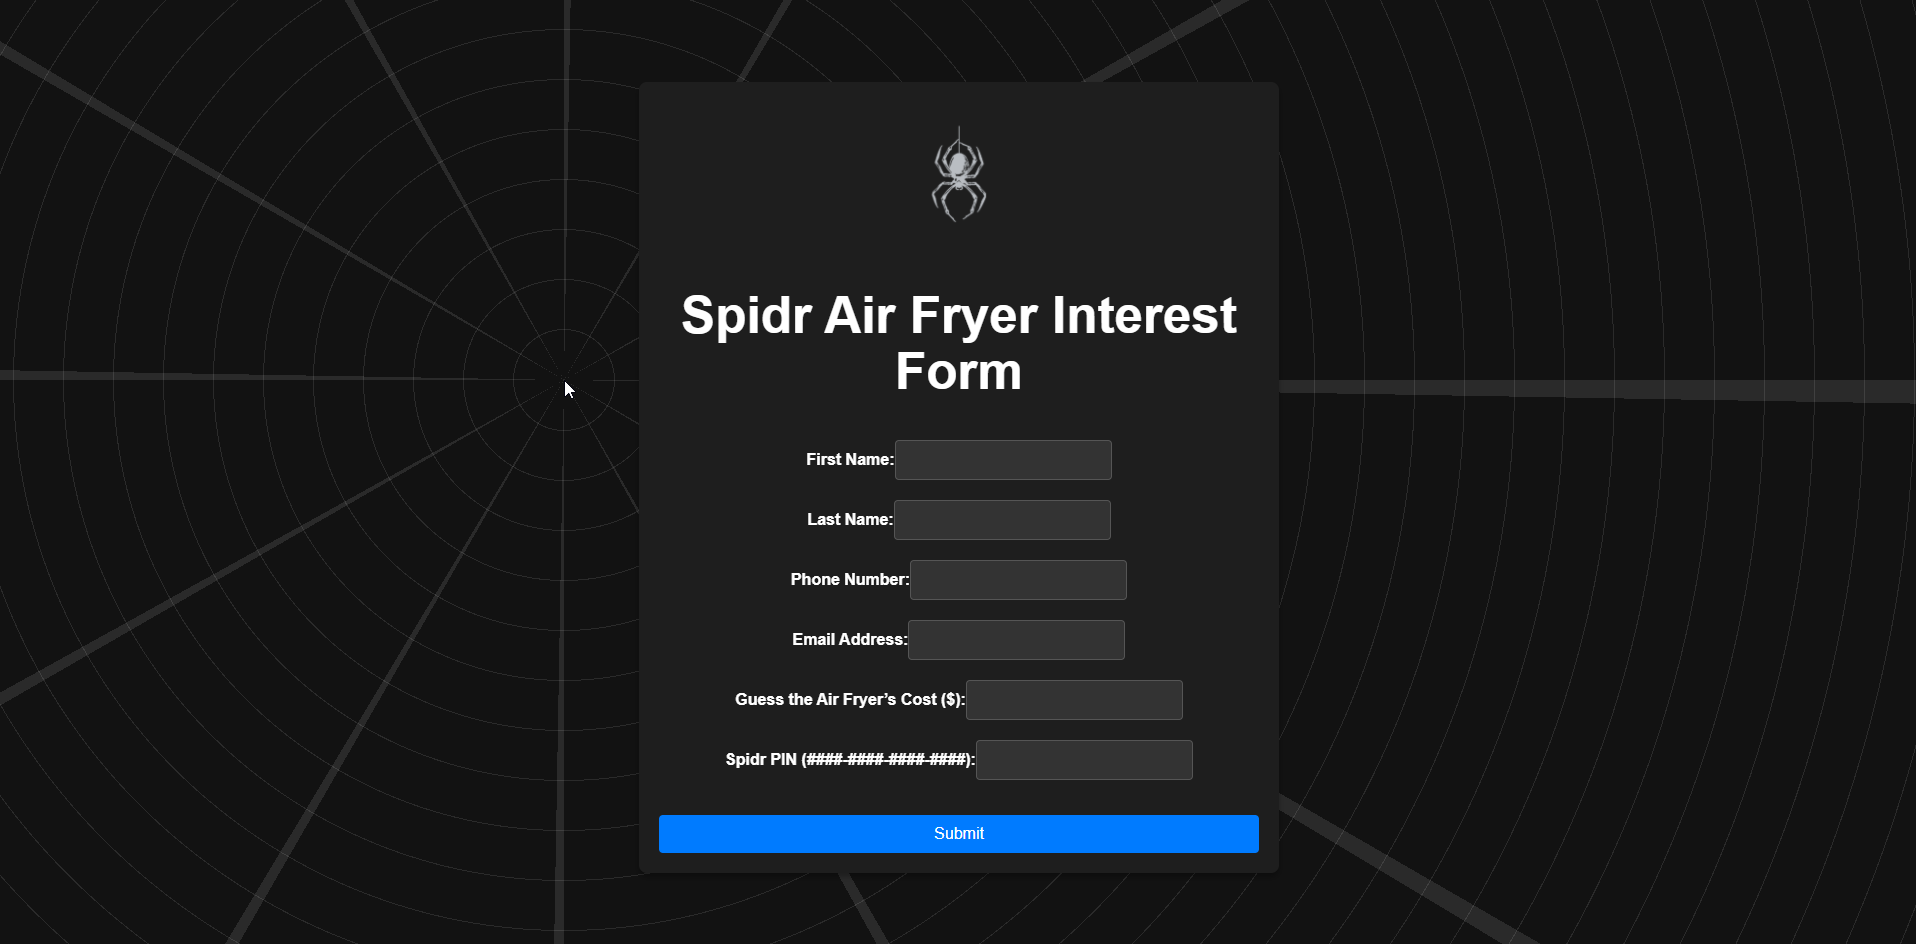 Spidr Air Fryer Interest
Form
First Name:
Last Name:
Phone Number:
Email Address:
Guess the Air Fryer’s Cost ($):
Spidr PIN (####-####-####-####):
Submit